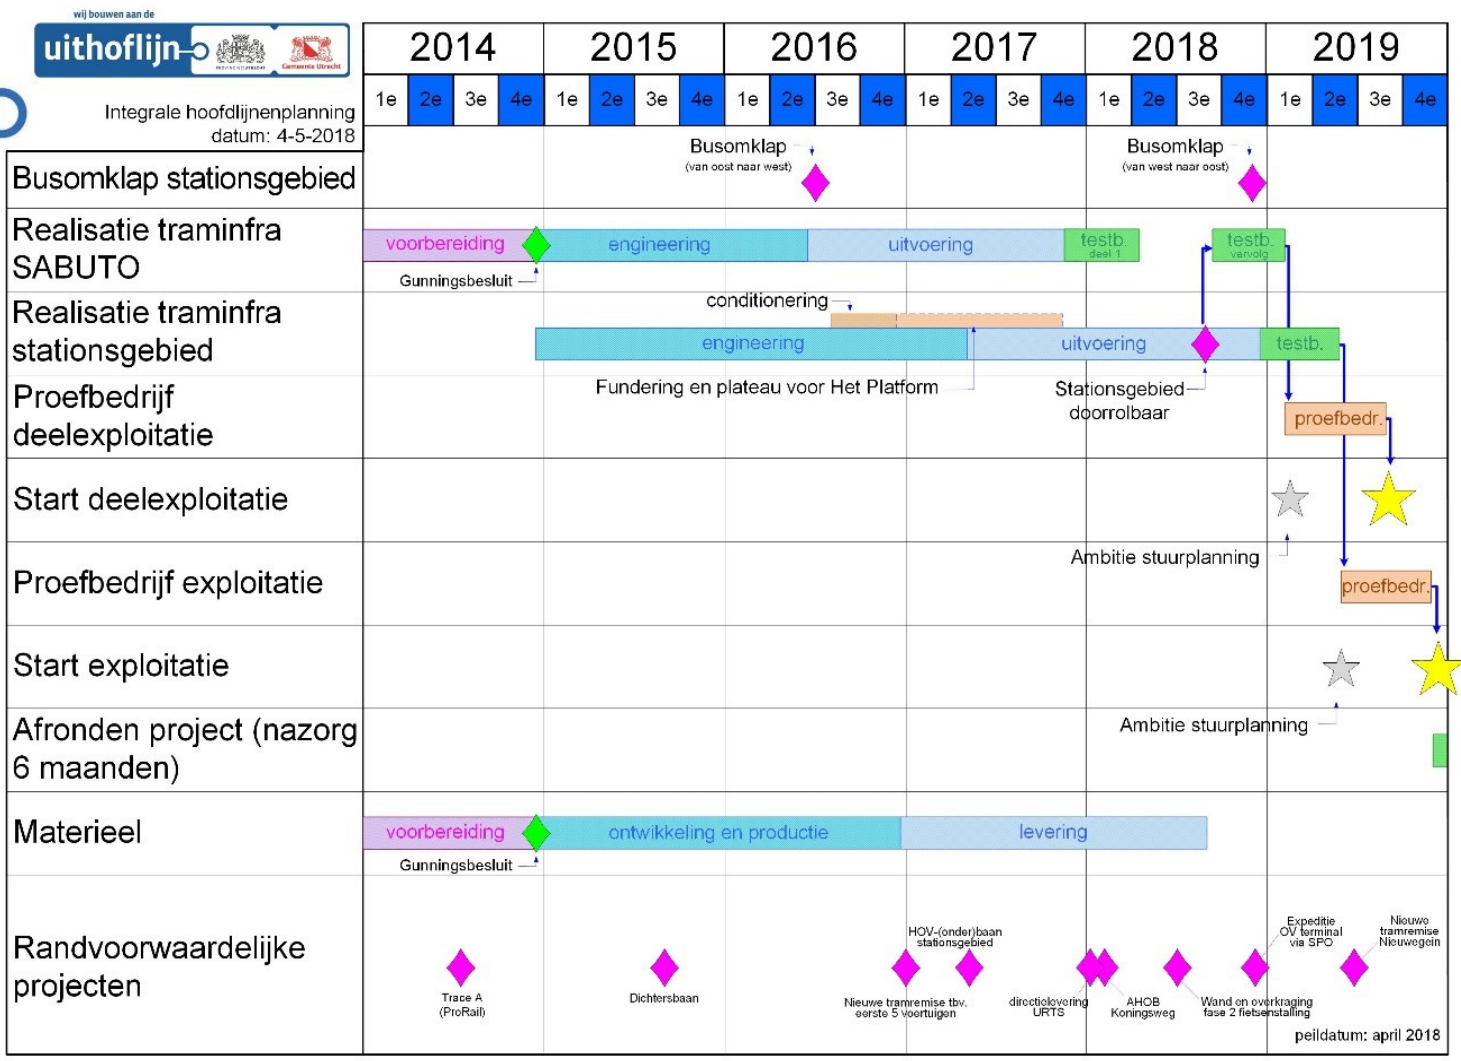 wij bouwen aan de
uithoflijn
PROVINCIE UTRECHT
Gemeente Utrecht
Integrale hoofdlijnenplanning
datum: 4-5-2018
2014 2015 2016 2017 2018 2019
1e 2e 3e 4e 1e 2e 3e 4e 1e 2e 3e 4e 1e 2e 3e 4e 1e 2e 3e 4e 1e 2e 3e 4e
Busomklap stationsgebied
Busomklap
(van oost naar west)
Busomklap
(van west naar oost)
Realisatie traminfra
SABUTO
voorbereiding
Gunningsbesluit
engineering
uitvoering
testb.
deel 1
testb.
vervolg
Realisatie traminfra
stationsgebied
conditionering
engineering
uitvoering
testb.
Fundering en plateau voor Het Platform
Stationsgebied
doorrolbaar
Proefbedrijf
deelexploitatie
proefbedr.
Start deelexploitatie
Ambitie stuurplanning
Proefbedrijf exploitatie
proefbedr.
Start exploitatie
Ambitie stuurplanning
Afronden project (nazorg
6 maanden)
Materieel
voorbereiding
Gunningsbesluit
ontwikkeling en productie
levering
Randvoorwaardelijke
projecten
Trace A
(ProRail)
Dichtersbaan
Nieuwe tramremise tbv.
eerste 5 voertuigen
HOV-(onder)baan
stationsgebied
directielevering
URTS
AHOB
Koningsweg
Wand en overkraging
fase 2 fietsenstalling
Expeditie
OV terminal
via SPO
Nieuwe
tramremise
Nieuwegein
peildatum: april 2018